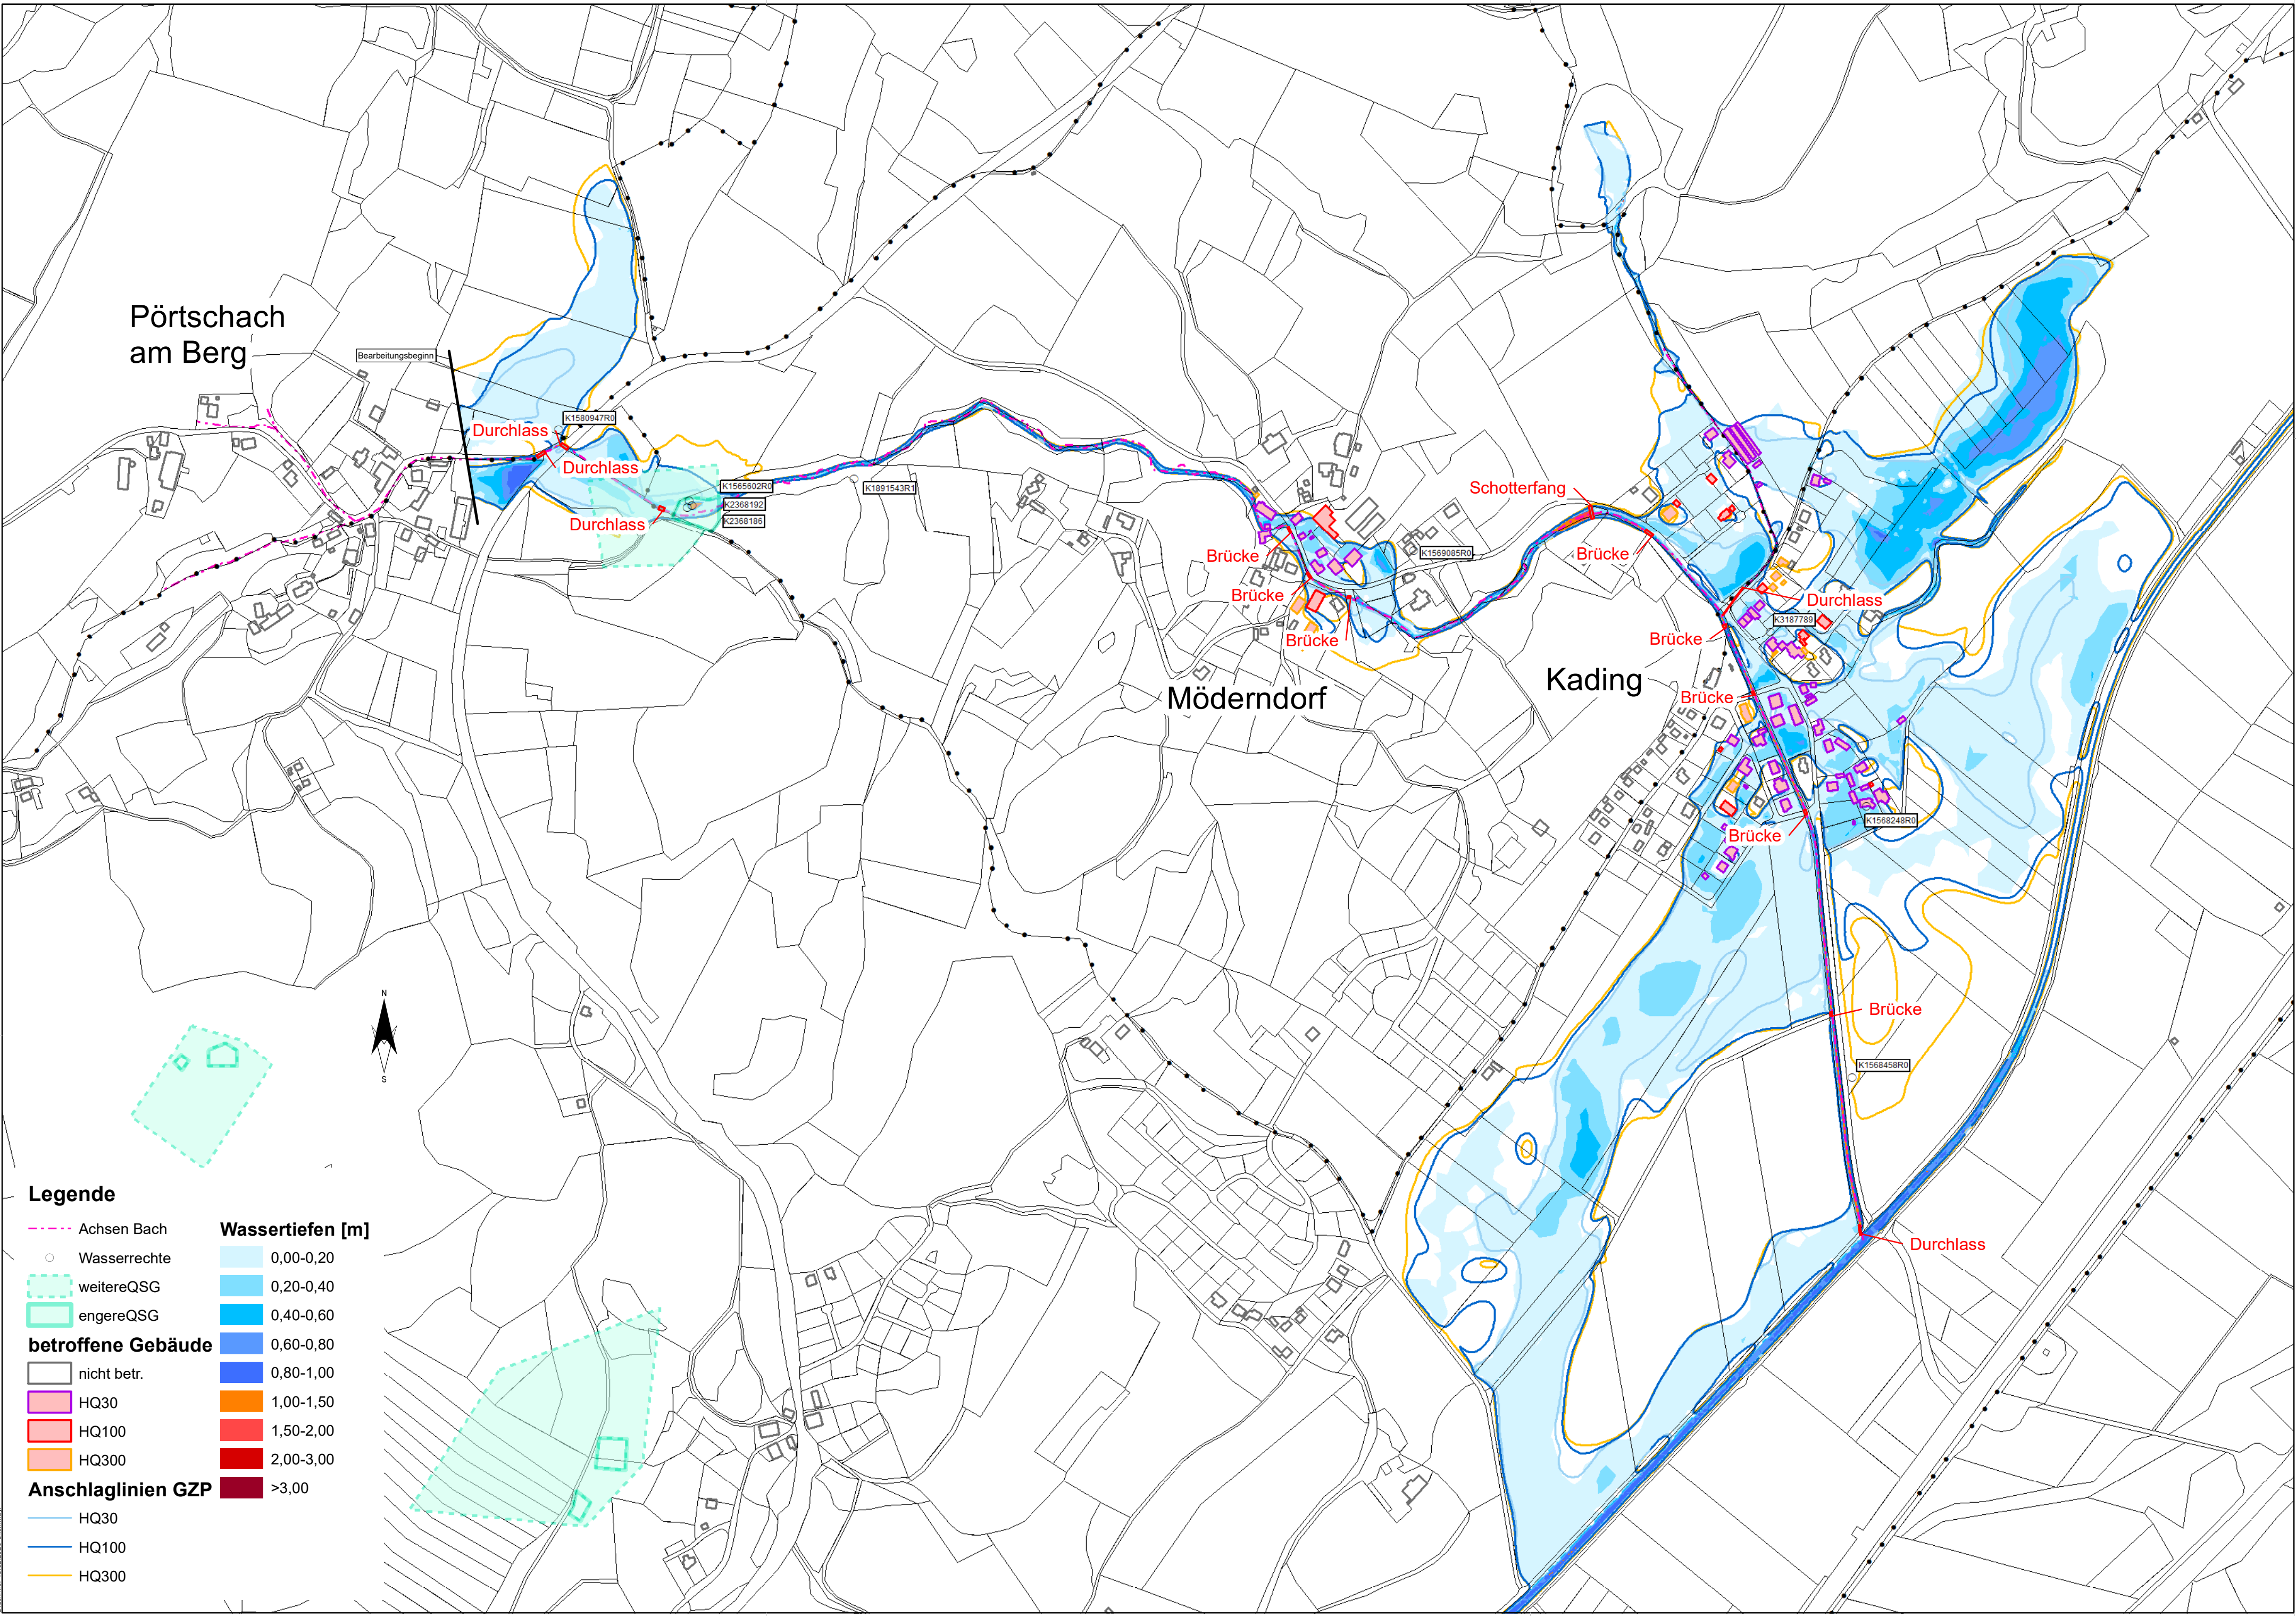 Pörtschach
am Berg
Bearbeitungsbeginn
K1580947R0
Durchlass
Durchlass
K1565602R0
K2368192
K2368186
Durchlass
K1891543R1
Schotterfang
Brücke
Brücke
K1569085R0
Brücke
Brücke
Durchlass
K3187789
Brücke
Möderndorf
Kading
Brücke
K1568248R0
Brücke
Brücke
K1568458R0
Durchlass
N
S
Legende
Achsen Bach
Wasserrechte
weitereQSG
engereQSG
betroffene Gebäude
nicht betr.
HQ30
HQ100
HQ300
Anschlaglinien GZP
HQ30
HQ100
HQ300
Wassertiefen [m]
0,00-0,20
0,20-0,40
0,40-0,60
0,60-0,80
0,80-1,00
1,00-1,50
1,50-2,00
2,00-3,00
>3,00